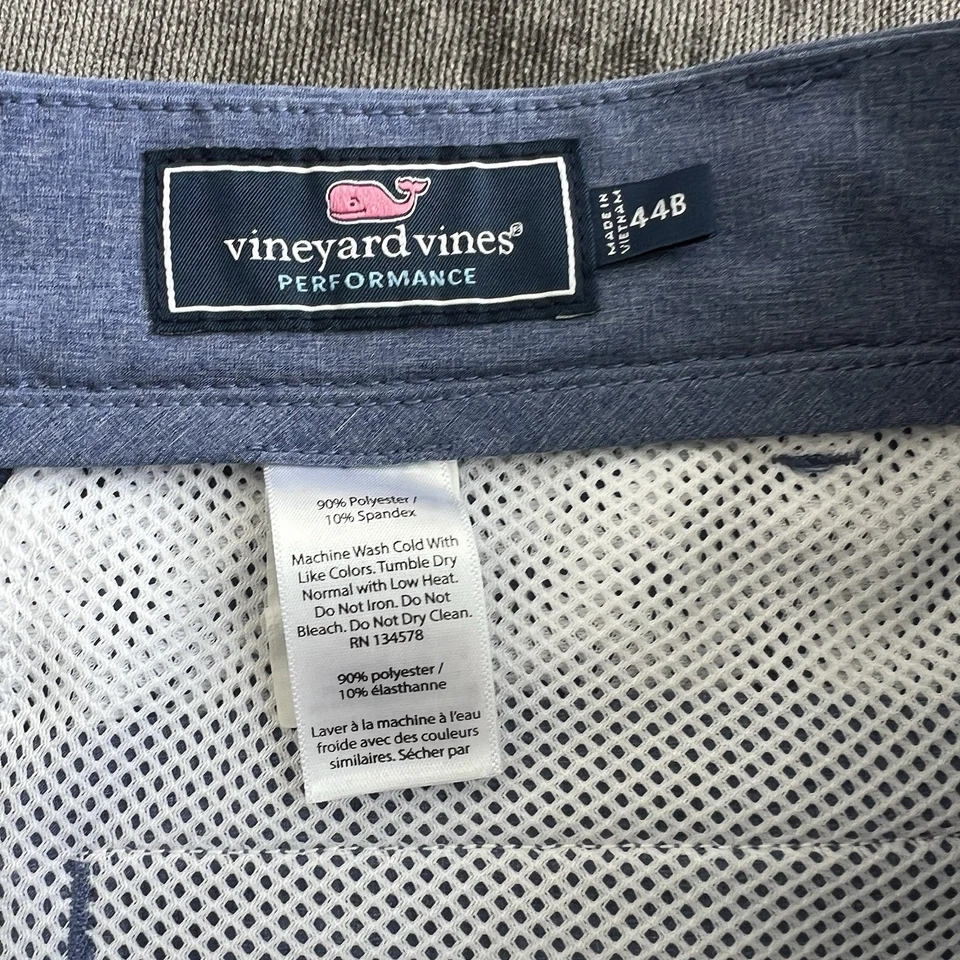 vineyard vines®
PERFORMANCE
MADE IN
VIETNAM
44B
90% Polyester /
10% Spandex
Machine Wash Cold With
Like Colors. Tumble Dry
Normal with Low Heat.
Do Not Iron. Do Not
Bleach. Do Not Dry Clean.
RN 134578
90% polyester /
10% élasthanne
Laver à la machine à l'eau
froide avec des couleurs
similaires. Sécher par